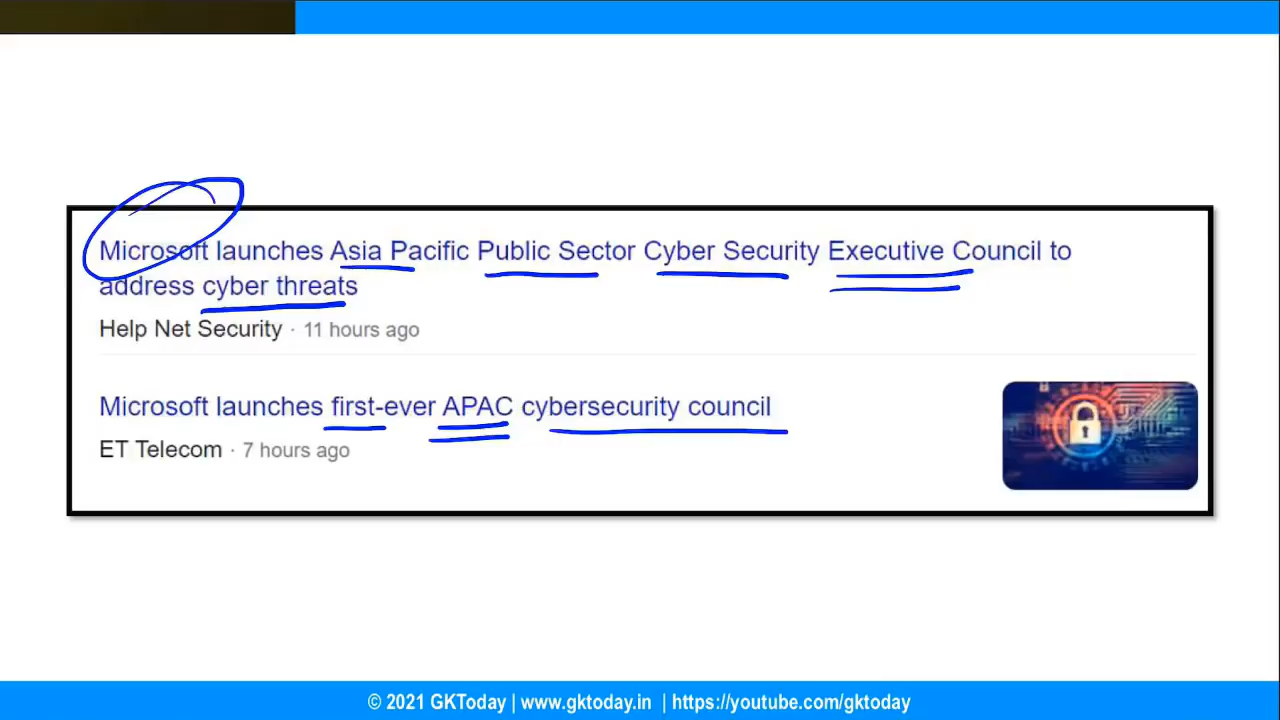 Microsoft launches Asia Pacific Public Sector Cyber Security Executive Council to
address cyber threats
Help Net Security · 11 hours ago
Microsoft launches first-ever APAC cybersecurity council
ET Telecom · 7 hours ago
© 2021 GKToday | www.gktoday.in | https://youtube.com/gktoday